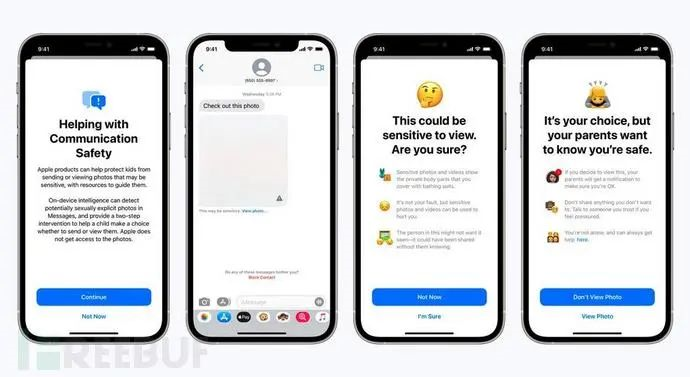 9:41
Helping with
Communication
Safety
Apple products can help protect kids from
sending or viewing photos that may be
sensitive, with resources to guide them.
On-device intelligence can detect
potentially sexually explicit photos in
Messages, and provide a two-step
intervention to help a child make a choice
whether to send or view them. Apple does
not get access to the photos.
Continue
Not Now
9:41
(650) 555-
Wednesday
Check out this photo
This may be sensitive. View photo...
Do any of these messages bother you?
Block Contact
iMessage
Pay
9:41
This could be
sensitive to view.
Are you sure?
Sensitive photos and videos show
the private body parts that you
cover with bathing suits.
It's not your fault, but sensitive
photos and videos can be used to
hurt you.
The person in this might not want it
seen—it could have been shared
without them knowing.
Not Now
I'm Sure
9:41
It's your choice, but
your parents want
to know you're safe.
If you decide to view this, your
parents will get a notification to
make sure you're OK.
Don't share anything you don't want
to. Talk to someone you trust if you
feel pressured.
You're not alone, and can always get
help here.
Don't View Photo
View Photo
FREEBUF